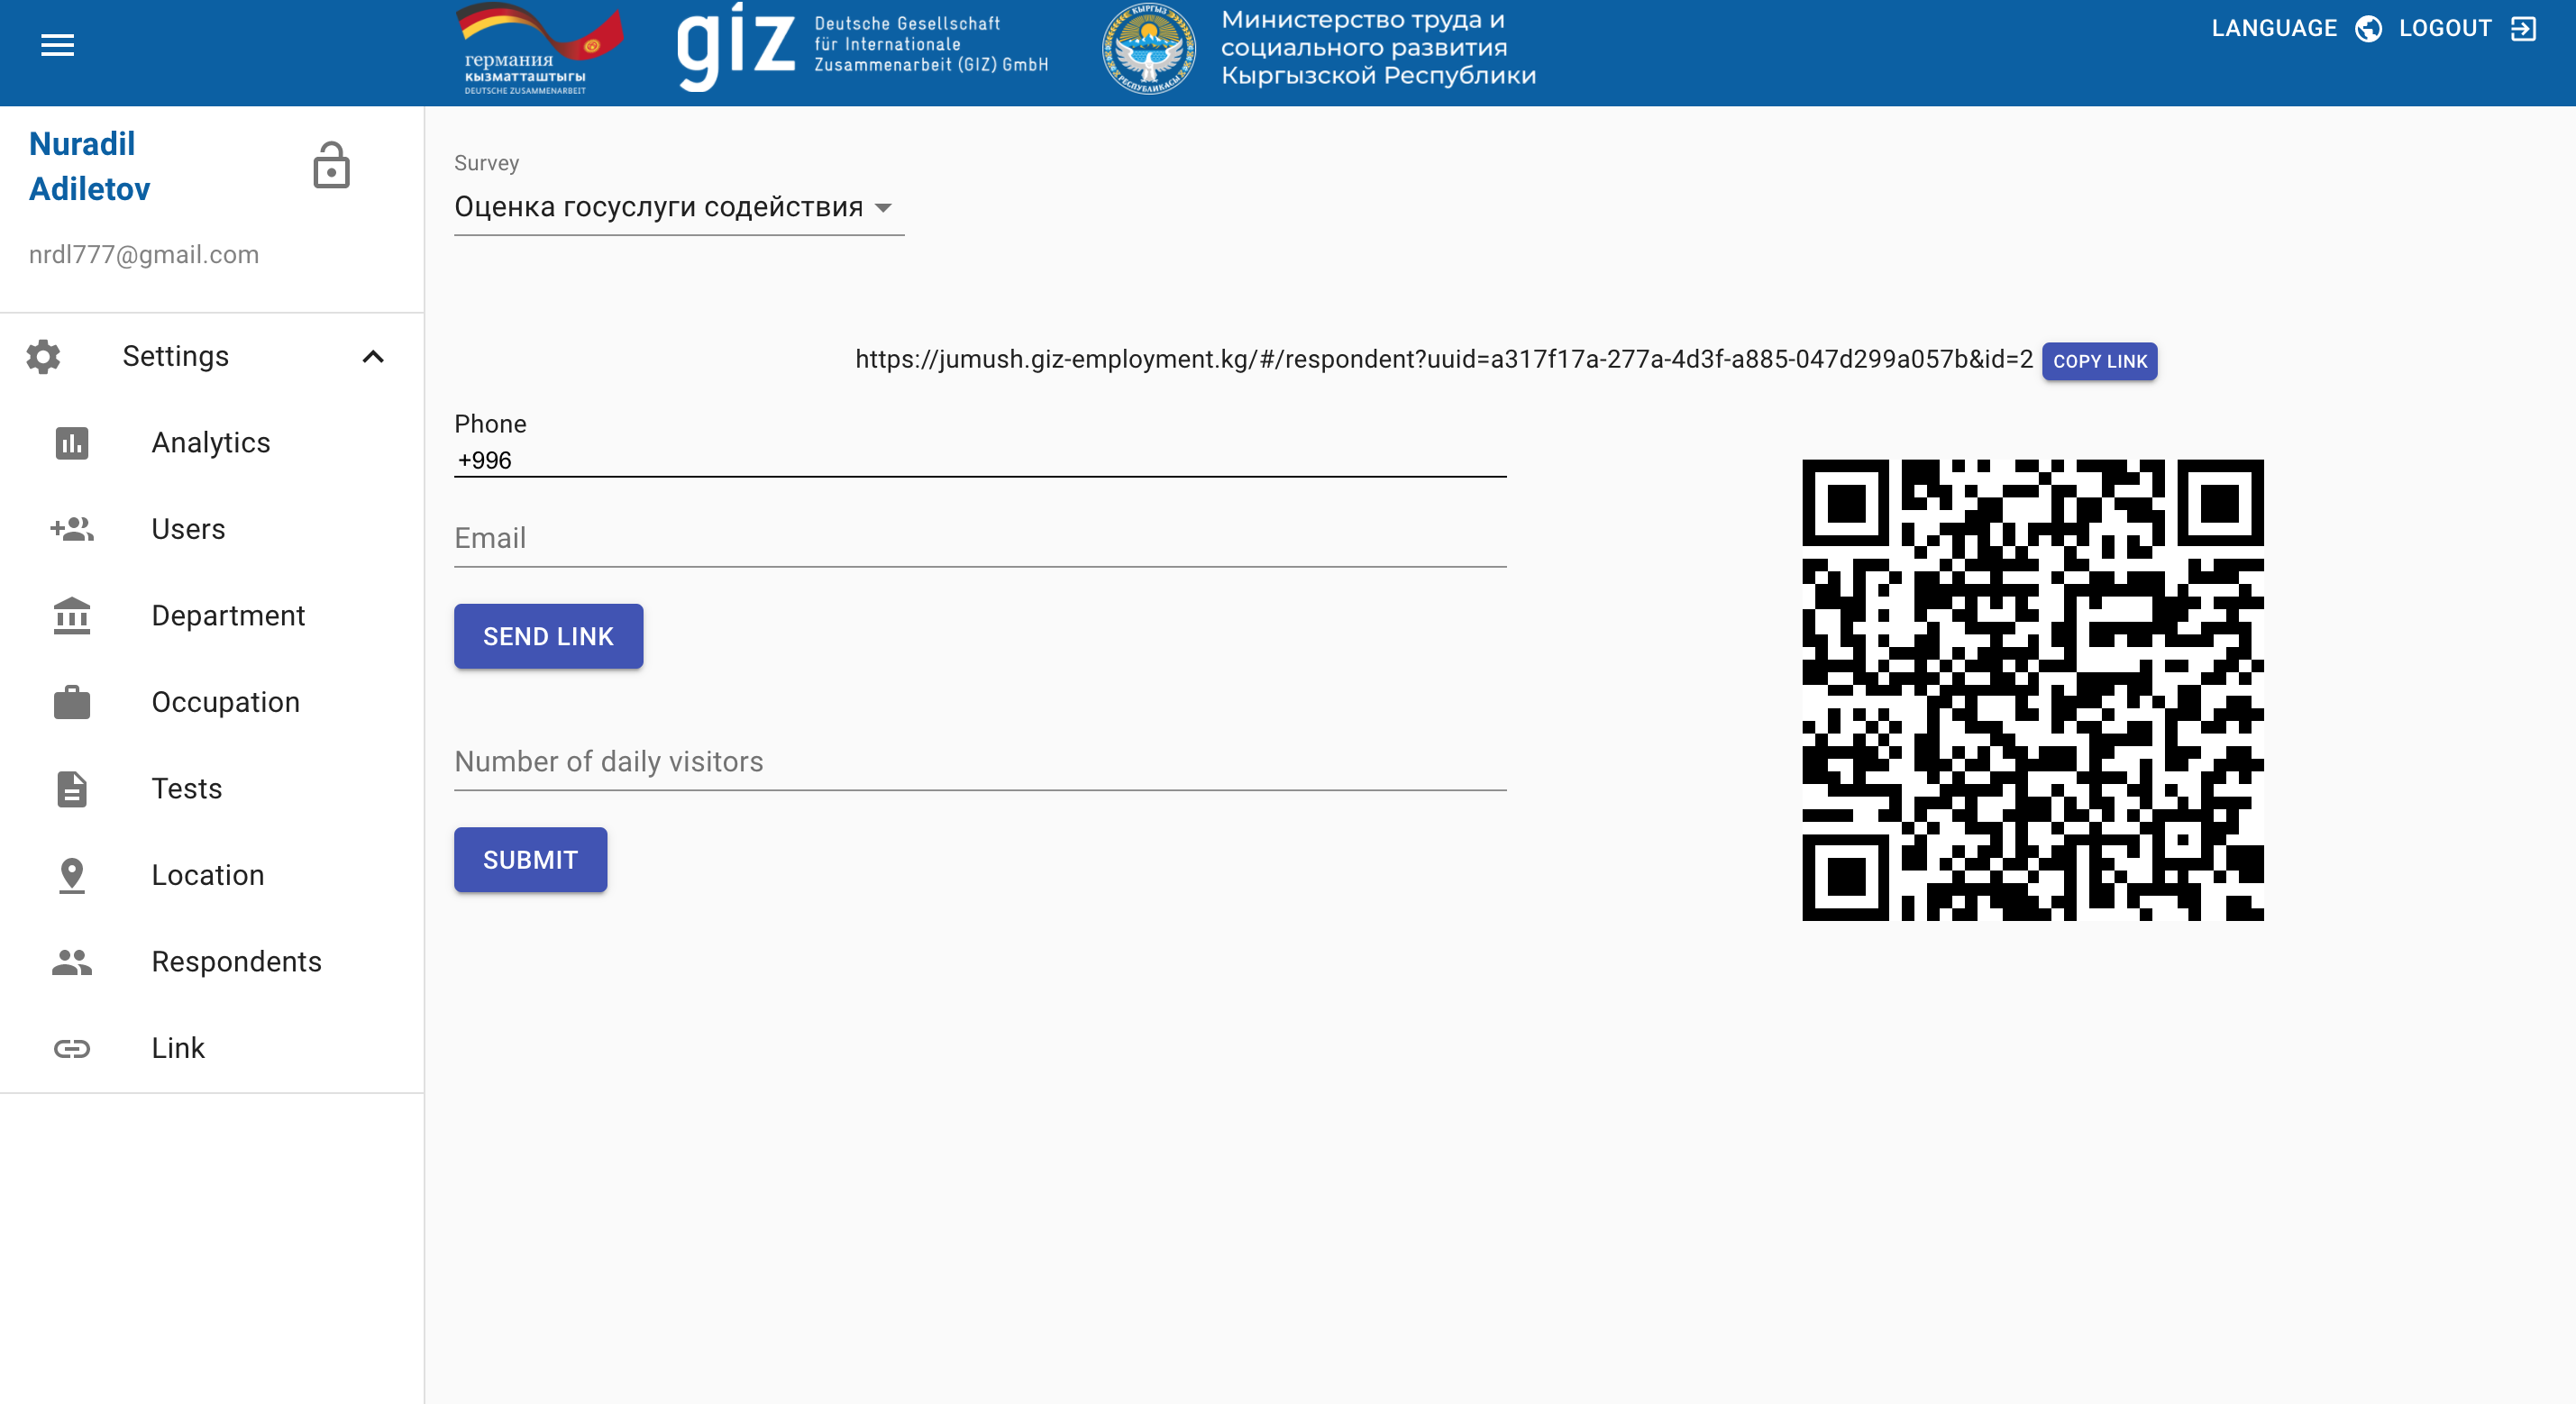 германия
кызматташтыгы
DEUTSCHE ZUSAMMENARBEIT
giz
Deutsche Gesellschaft
für Internationale
Zusammenarbeit (GIZ) GmbH
КЫРГЫЗ
РЕСПУБЛИКАСЫ
Министерство труда и
социального развития
Кыргызской Республики
LANGUAGE
LOGOUT
Nuradil
Adiletov
nrdl777@gmail.com
Settings
Analytics
Users
Department
Occupation
Tests
Location
Respondents
Link
Survey
Оценка госуслуги содействия
https://jumush.giz-employment.kg/#/respondent?uuid=a317f17a-277a-4d3f-a885-047d299a057b&id=2
COPY LINK
Phone
+996
Email
SEND LINK
Number of daily visitors
SUBMIT